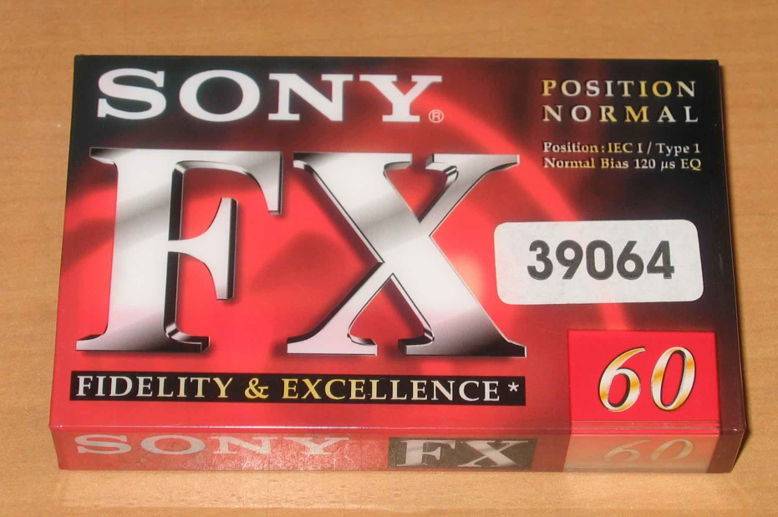 SONY®
POSITION
NORMAL
Position : IEC I / Type 1
Normal Bias 120 µs EQ
FX
39064
FIDELITY & EXCELLENCE *
60
SONY FX 60